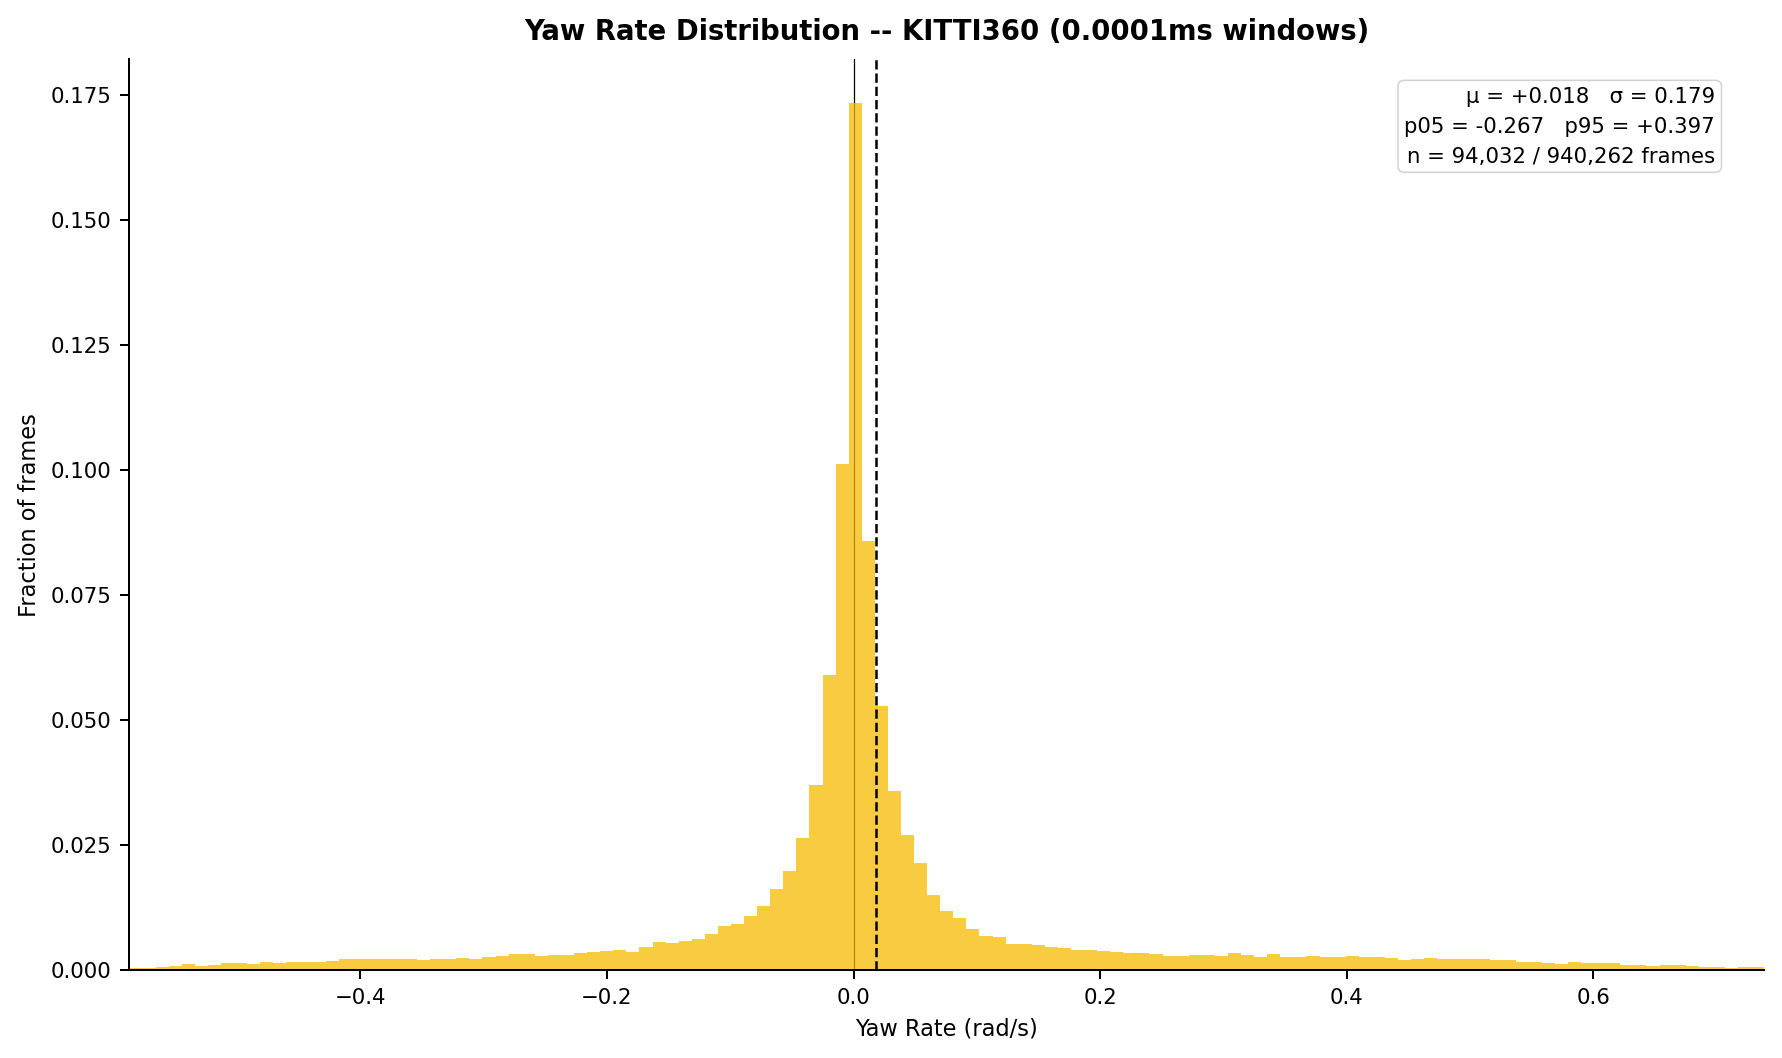 Yaw Rate Distribution -- KITTI360 (0.0001ms windows)
μ = +0.018   σ = 0.179
p05 = -0.267   p95 = +0.397
n = 94,032 / 940,262 frames
Fraction of frames
0.175
0.150
0.125
0.100
0.075
0.050
0.025
0.000
−0.4
−0.2
0.0
0.2
0.4
0.6
Yaw Rate (rad/s)